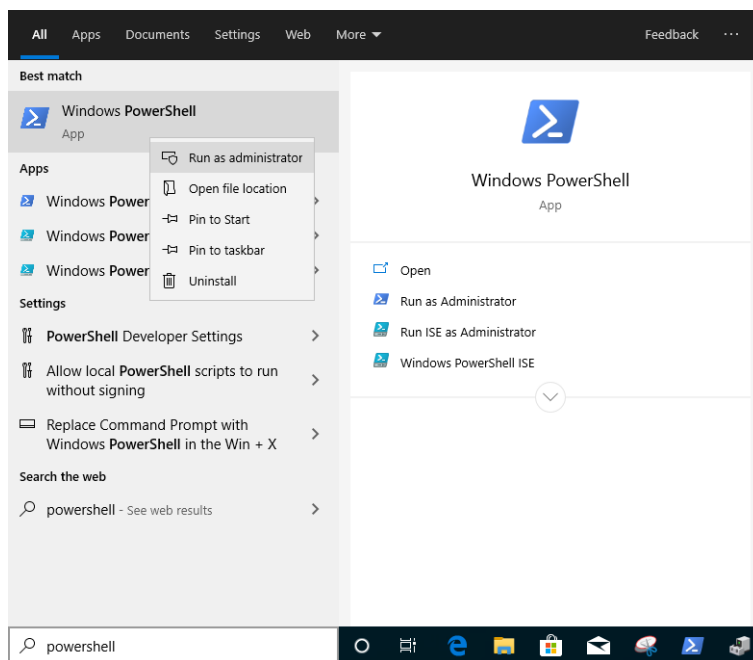 All Apps Documents Settings Web More Feedback ...
Best match
Windows PowerShell
App
Run as administrator
Open file location
Pin to Start
Pin to taskbar
Uninstall
Apps
Windows Power
Windows Power
Windows Power
Settings
PowerShell Developer Settings
Allow local PowerShell scripts to run
without signing
Replace Command Prompt with
Windows PowerShell in the Win + X
Search the web
powershell - See web results
Windows PowerShell
App
Open
Run as Administrator
Run ISE as Administrator
Windows PowerShell ISE
powershell